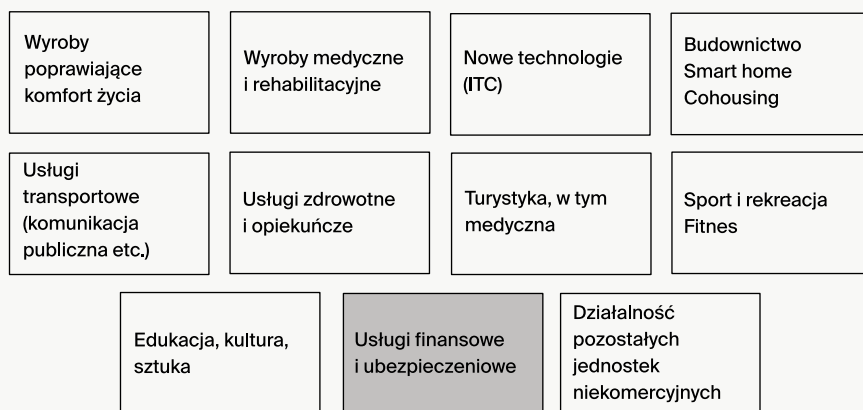 Wyroby
poprawiające
komfort życia
Wyroby medyczne
i rehabilitacyjne
Nowe technologie
(ITC)
Budownictwo
Smart home
Cohousing
Usługi
transportowe
(komunikacja
publiczna etc.)
Usługi zdrowotne
i opiekuńcze
Turystyka, w tym
medyczna
Sport i rekreacja
Fitnes
Edukacja, kultura,
sztuka
Usługi finansowe
i ubezpieczeniowe
Działalność
pozostałych
jednostek
niekomercyjnych